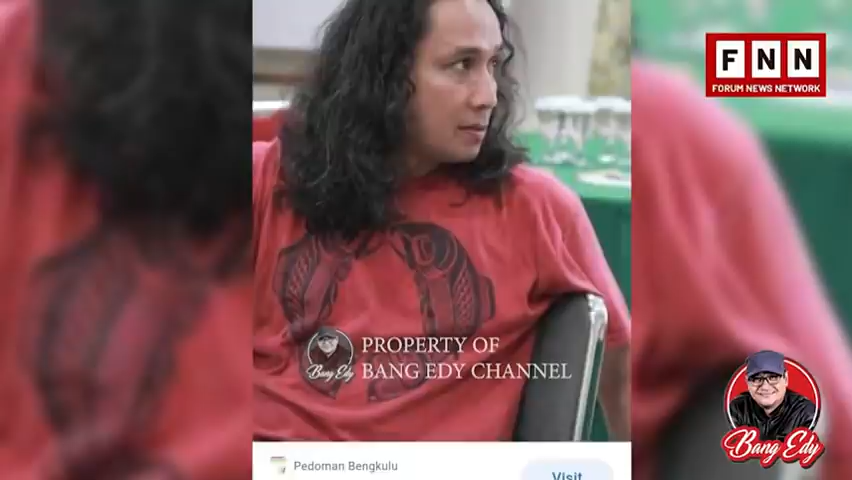 FNN
FORUM NEWS NETWORK
PROPERTY OF
BANG EDY CHANNEL
Bang Edy
Bang Edy
Pedoman Bengkulu
Visit